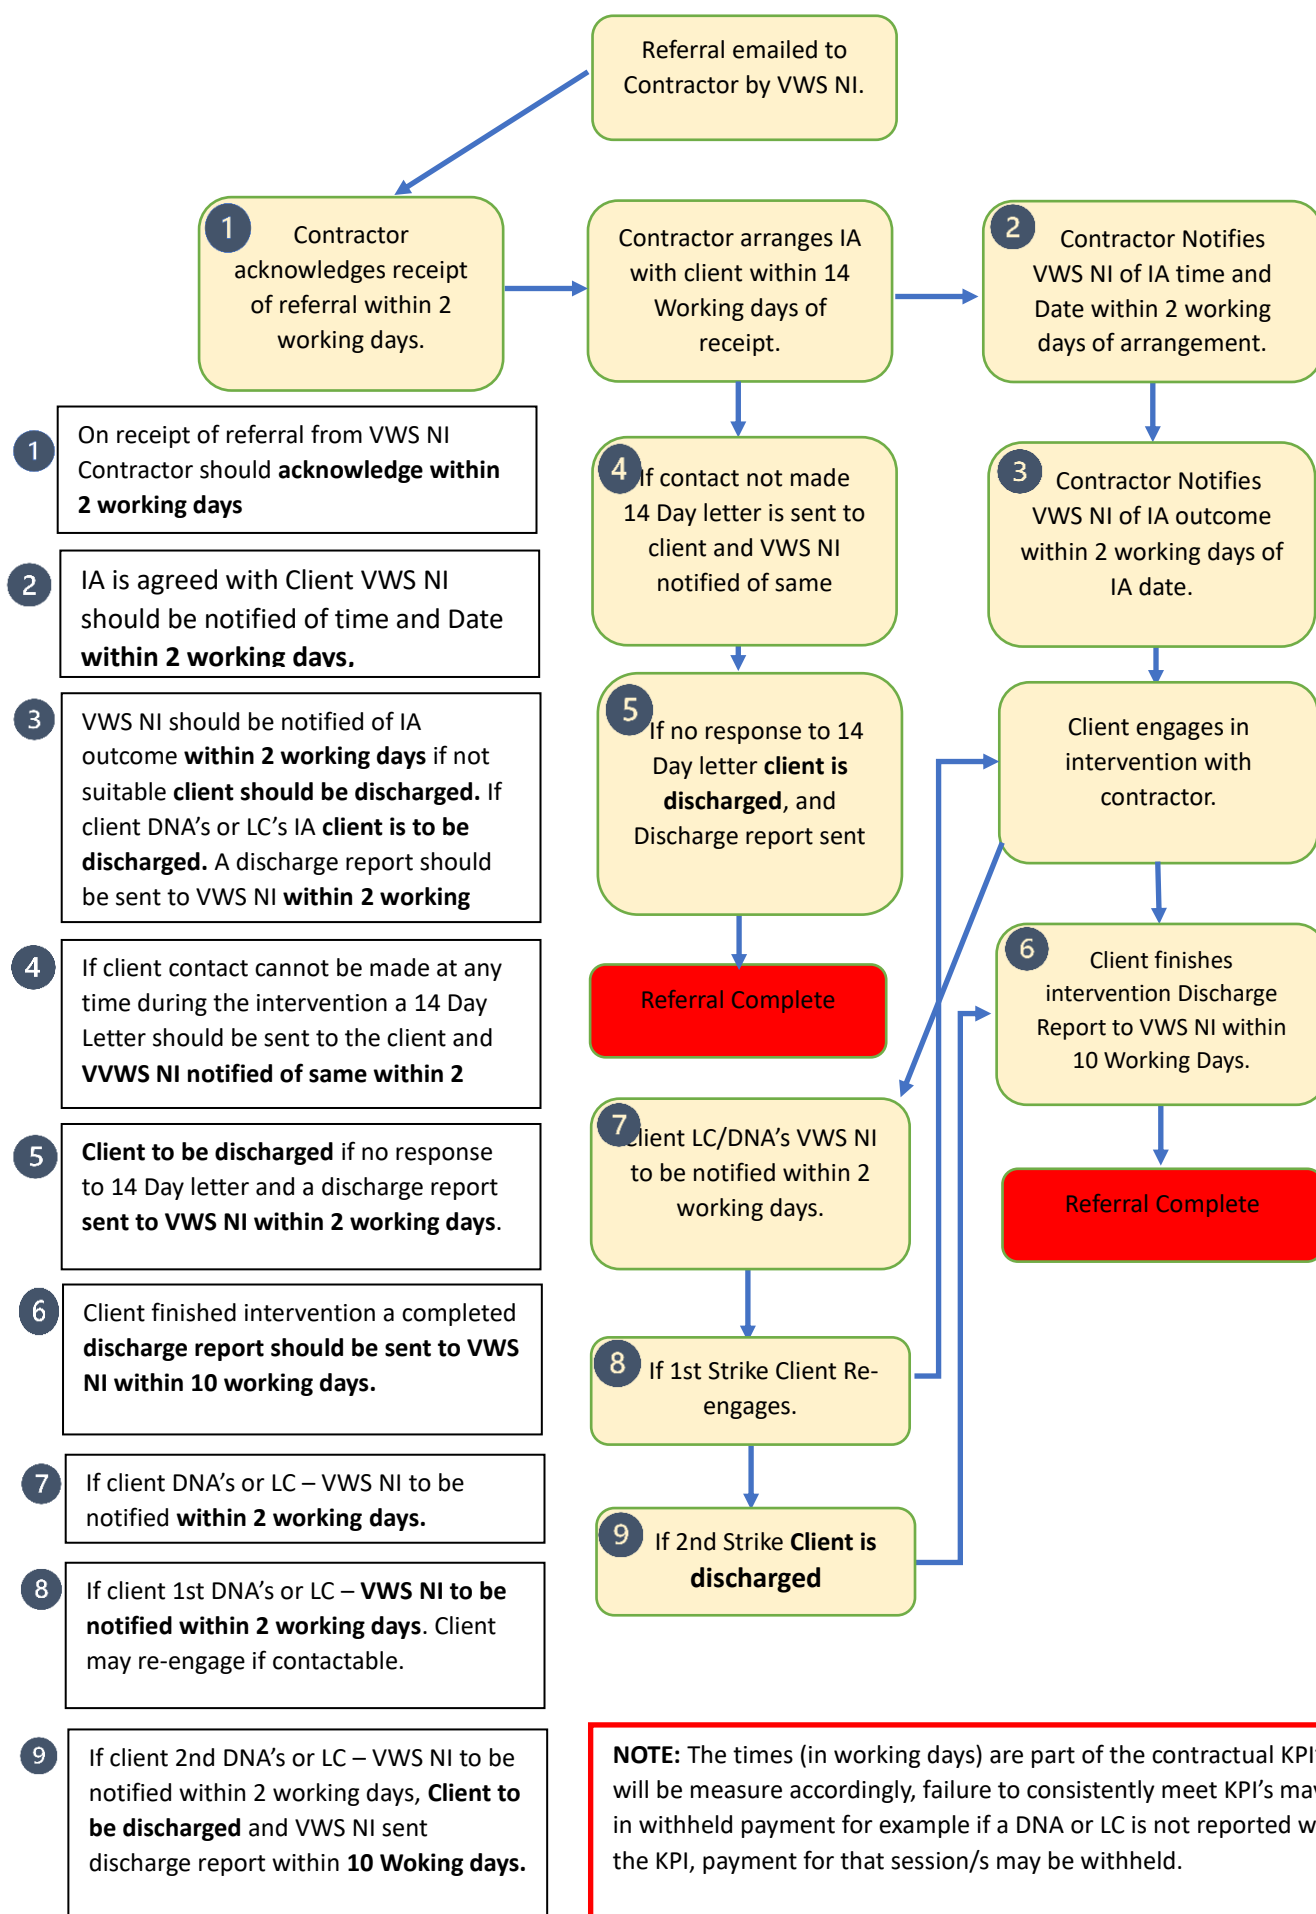 Referral emailed to
Contractor by VWS NI.
1
Contractor
acknowledges receipt
of referral within 2
working days.
Contractor arranges IA
with client within 14
Working days of
receipt.
2
Contractor Notifies
VWS NI of IA time and
Date within 2 working
days of arrangement.
1
On receipt of referral from VWS NI
Contractor should acknowledge within
2 working days
2
IA is agreed with Client VWS NI
should be notified of time and Date
within 2 working days.
3
VWS NI should be notified of IA
outcome within 2 working days if not
suitable client should be discharged. If
client DNA's or LC's IA client is to be
discharged. A discharge report should
be sent to VWS NI within 2 working
4
If client contact cannot be made at any
time during the intervention a 14 Day
Letter should be sent to the client and
VVWS NI notified of same within 2
5
Client to be discharged if no response
to 14 Day letter and a discharge report
sent to VWS NI within 2 working days.
6
Client finished intervention a completed
discharge report should be sent to VWS
NI within 10 working days.
7
If client DNA's or LC – VWS NI to be
notified within 2 working days.
8
If client 1st DNA's or LC – VWS NI to be
notified within 2 working days. Client
may re-engage if contactable.
9
If client 2nd DNA's or LC – VWS NI to be
notified within 2 working days, Client to
be discharged and VWS NI sent
discharge report within 10 Woking days.
4
If contact not made
14 Day letter is sent to
client and VWS NI
notified of same
5
If no response to 14
Day letter client is
discharged, and
Discharge report sent
Referral Complete
3
Contractor Notifies
VWS NI of IA outcome
within 2 working days of
IA date.
Client engages in
intervention with
contractor.
6
Client finishes
intervention Discharge
Report to VWS NI within
10 Working Days.
Referral Complete
7
Client LC/DNA's VWS NI
to be notified within 2
working days.
8
If 1st Strike Client Re-
engages.
9
If 2nd Strike Client is
discharged
NOTE: The times (in working days) are part of the contractual KPI'
will be measure accordingly, failure to consistently meet KPI's may
in withheld payment for example if a DNA or LC is not reported w
the KPI, payment for that session/s may be withheld.